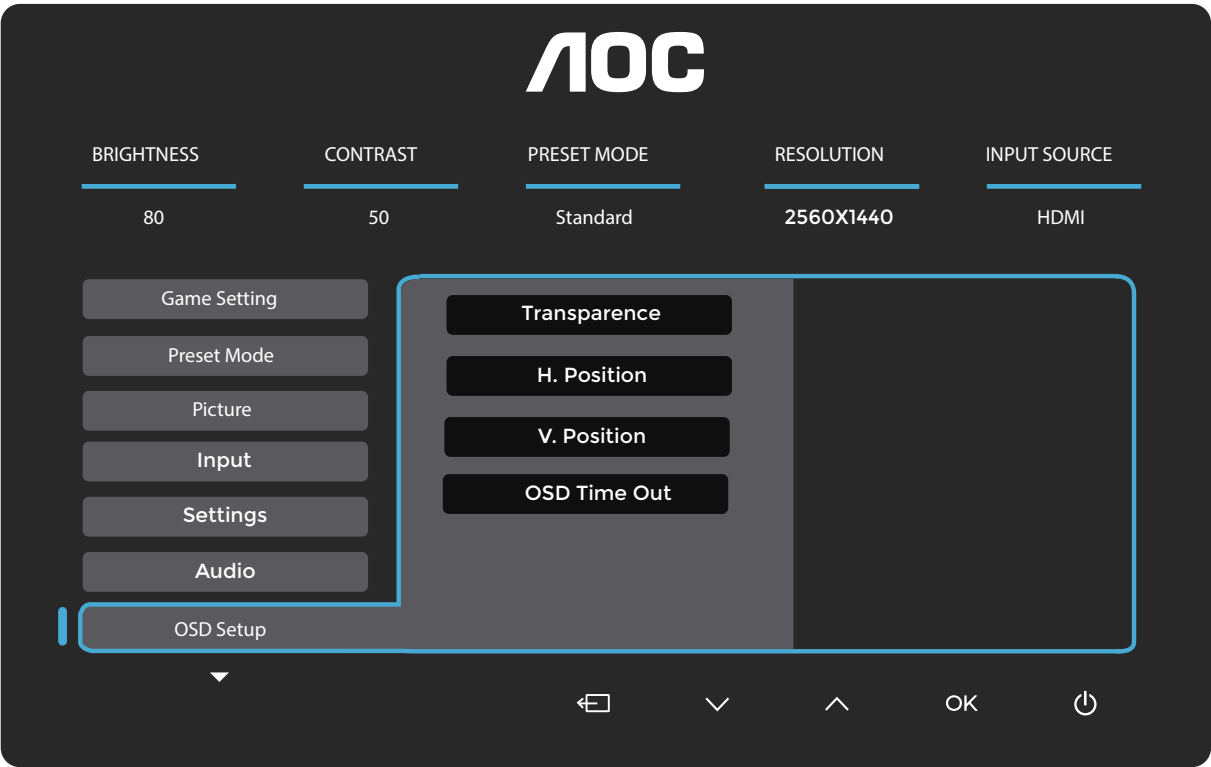 AOC
BRIGHTNESS CONTRAST PRESET MODE RESOLUTION INPUT SOURCE
80 50 Standard 2560X1440 HDMI
Game Setting
Preset Mode
Picture
Input
Settings
Audio
OSD Setup
Transparence
H. Position
V. Position
OSD Time Out
OK